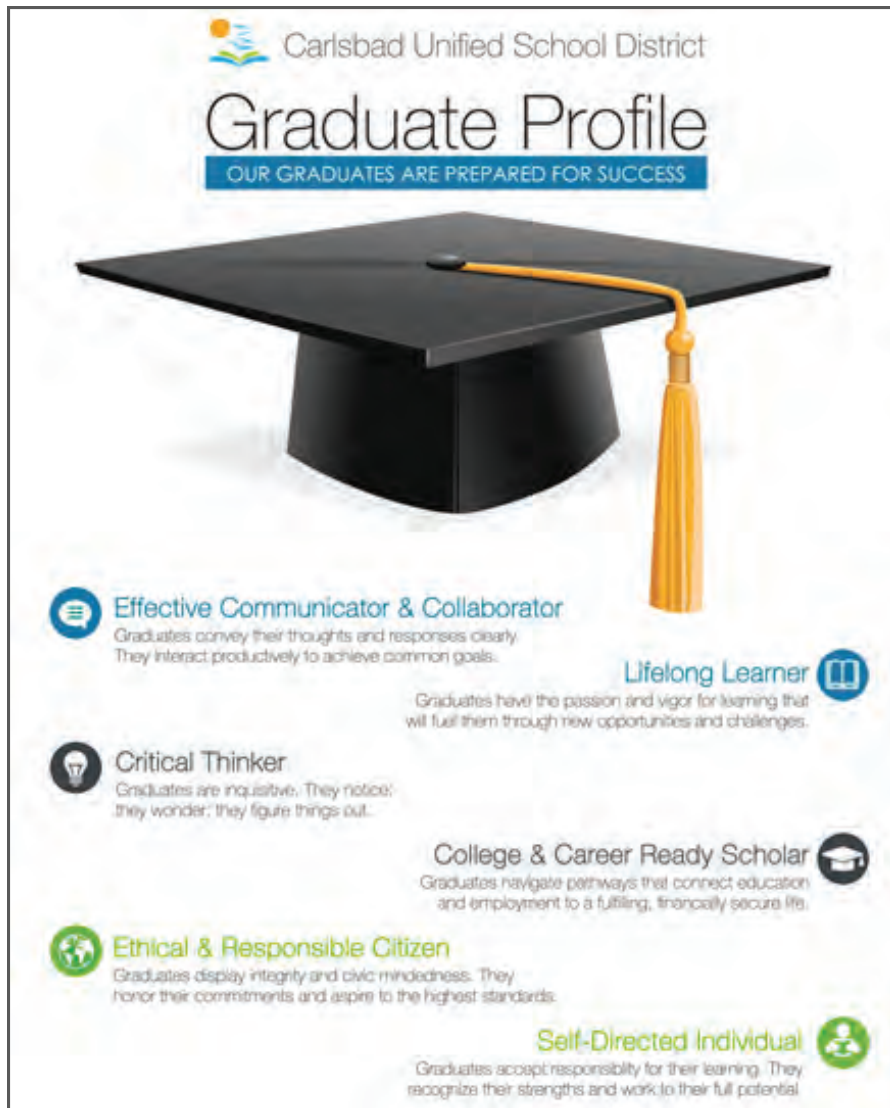 Carlsbad Unified School District
Graduate Profile
OUR GRADUATES ARE PREPARED FOR SUCCESS
Effective Communicator & Collaborator
Graduates convey their thoughts and responses clearly.
They interact productively to achieve common goals.
Lifelong Learner
Graduates have the passion and vigor for learning that
will fuel them through new opportunities and challenges.
Critical Thinker
Graduates are inquisitive. They notice;
they wonder; they figure things out.
College & Career Ready Scholar
Graduates navigate pathways that connect education
and employment to a fulfilling, financially secure life.
Ethical & Responsible Citizen
Graduates display integrity and civic mindedness. They
honor their commitments and aspire to the highest standards.
Self-Directed Individual
Graduates accept responsiblity for their learning. They
recognize their strengths and work to their full potential.